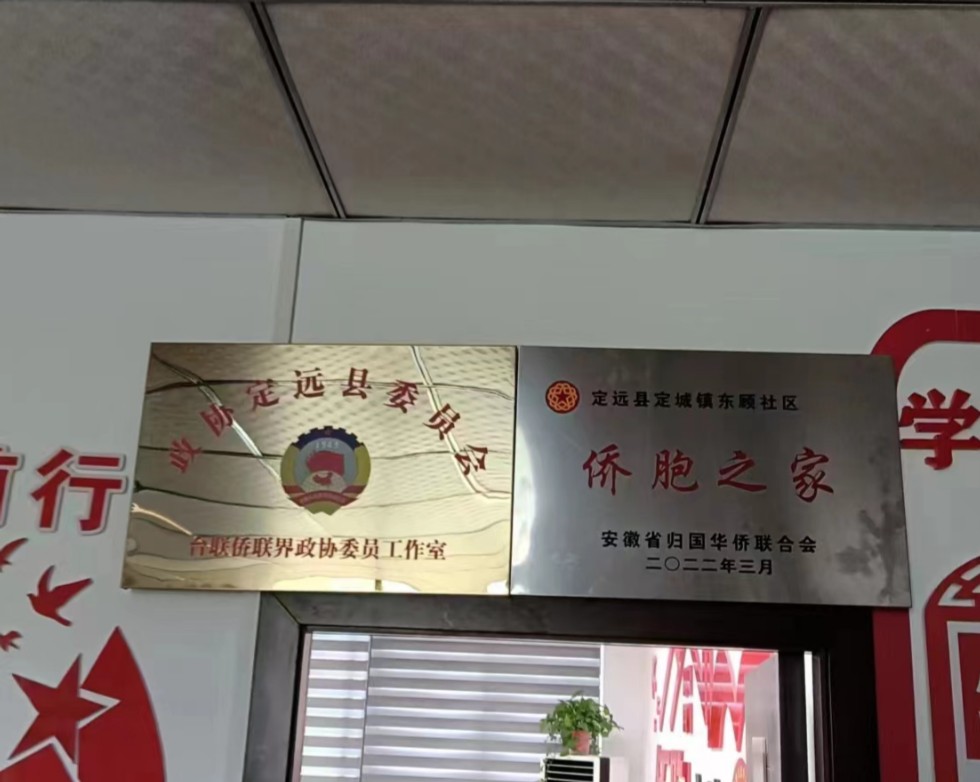 政协定远县委员会
台联侨联界政协委员工作室
定远县定城镇东顾社区
侨胞之家
安徽省归国华侨联合会
二〇二二年三月
前行
学